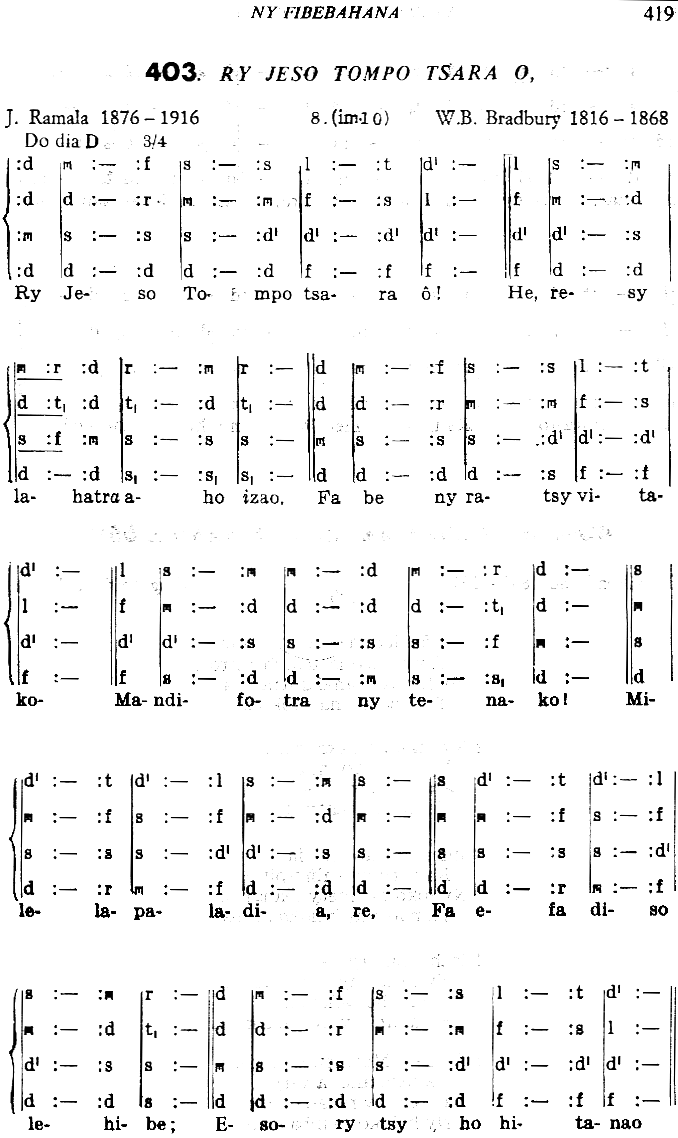 NY FIBEBAHANA 419
403. RY JESO TOMPO TSARA O,
J. Ramala 1876 – 1916 8.(im-10) W.B. Bradbury 1816 – 1868
Do dia D 3/4
:d | m :— :f | s :— :s | l :— :t | d' :— || l | s :— :m |
:d | d :— :r | m :— :m | f :— :s | l :— || f | m :— :d |
:m | s :— :s | s :— :d' | d' :— :d' | d' :— || d' | d' :— :s |
:d | d :— :d | d :— :d | f :— :f | f :— || f | d :— :d |
Ry Je- so To- mpo tsa- ra ô! He, re- sy
m :r :d | r :— :m | r :— || d | m :— :f | s :— :s | l :— :t
d :t, :d | t, :— :d | t, :— || d | d :— :r | m :— :m | f :— :s
s :f :m | s :— :s | s :— || m | s :— :s | s :— :d' | d' :— :d'
d :— :d | s, :— :s, | s, :— || d | d :— :d | d :— :s | f :— :f
la- hatra a- ho izao, Fa be ny ra- tsy vi- ta-
d' :— || l | s :— :m | m :— :d | m :— :r | d :— || s
l :— || f | m :— :d | d :— :d | d :— :t, | d :— || m
d' :— || d' | d' :— :s | s :— :s | s :— :f | m :— || s
f :— || f | s :— :d | d :— :m | s :— :s, | d :— || d
ko- Ma- ndi- fo- tra ny te- na- ko! Mi-
d' :— :t | d' :— :l | s :— :m | s :— || s | d' :— :t | d' :— :l
m :— :f | s :— :f | m :— :d | m :— || m | m :— :f | s :— :f
s :— :s | s :— :d' | d' :— :s | s :— || s | s :— :s | s :— :d'
d :— :r | m :— :f | d :— :d | d :— || d | d :— :r | m :— :f
le- la- pa- la- di- a, re, Fa e- fa di- so
s :— :m | r :— || d | m :— :f | s :— :s | l :— :t | d' :— ||
m :— :d | t, :— || d | d :— :r | m :— :m | f :— :s | l :—
d' :— :s | s :— || m | s :— :s | s :— :d' | d' :— :d' | d' :—
d :— :d | s :— || d | d :— :d | d :— :d | f :— :f | f :— ||
le- hi- be; E- so- ry tsy ho hi- ta- nao